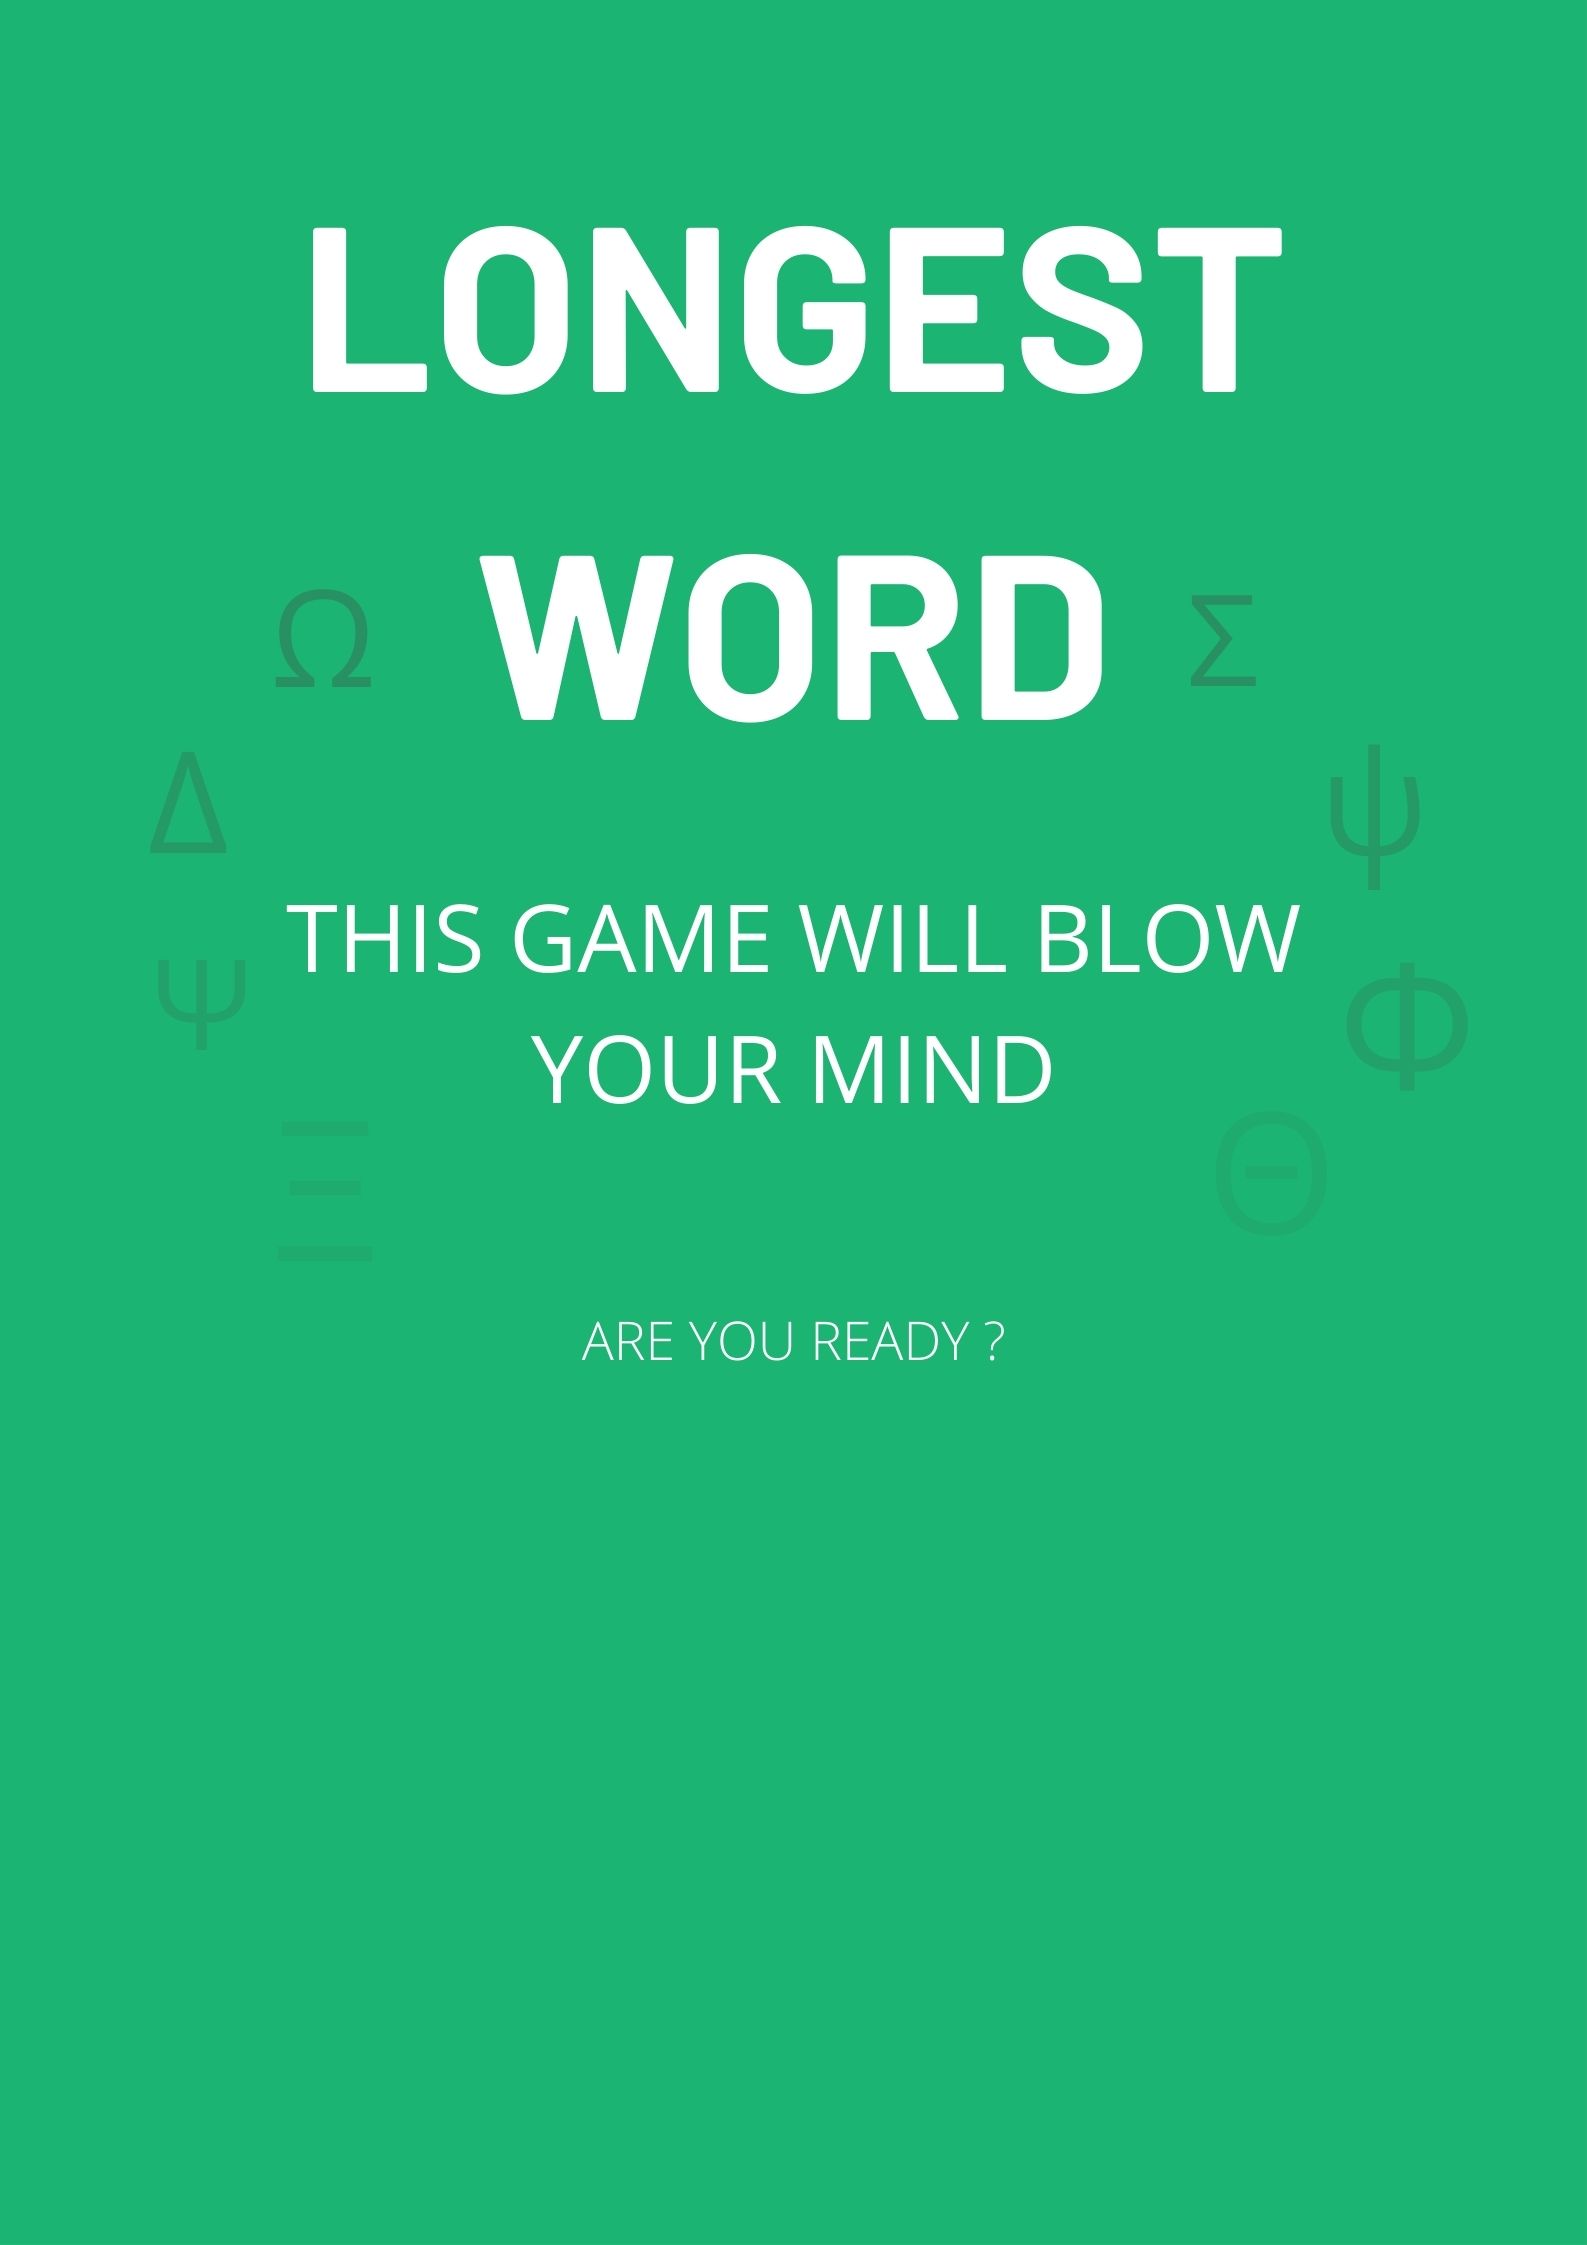 LONGEST
WORD
Ω
Σ
Δ
ψ
THIS GAME WILL BLOW
YOUR MIND
Ψ
Φ
Ξ
Θ
ARE YOU READY ?